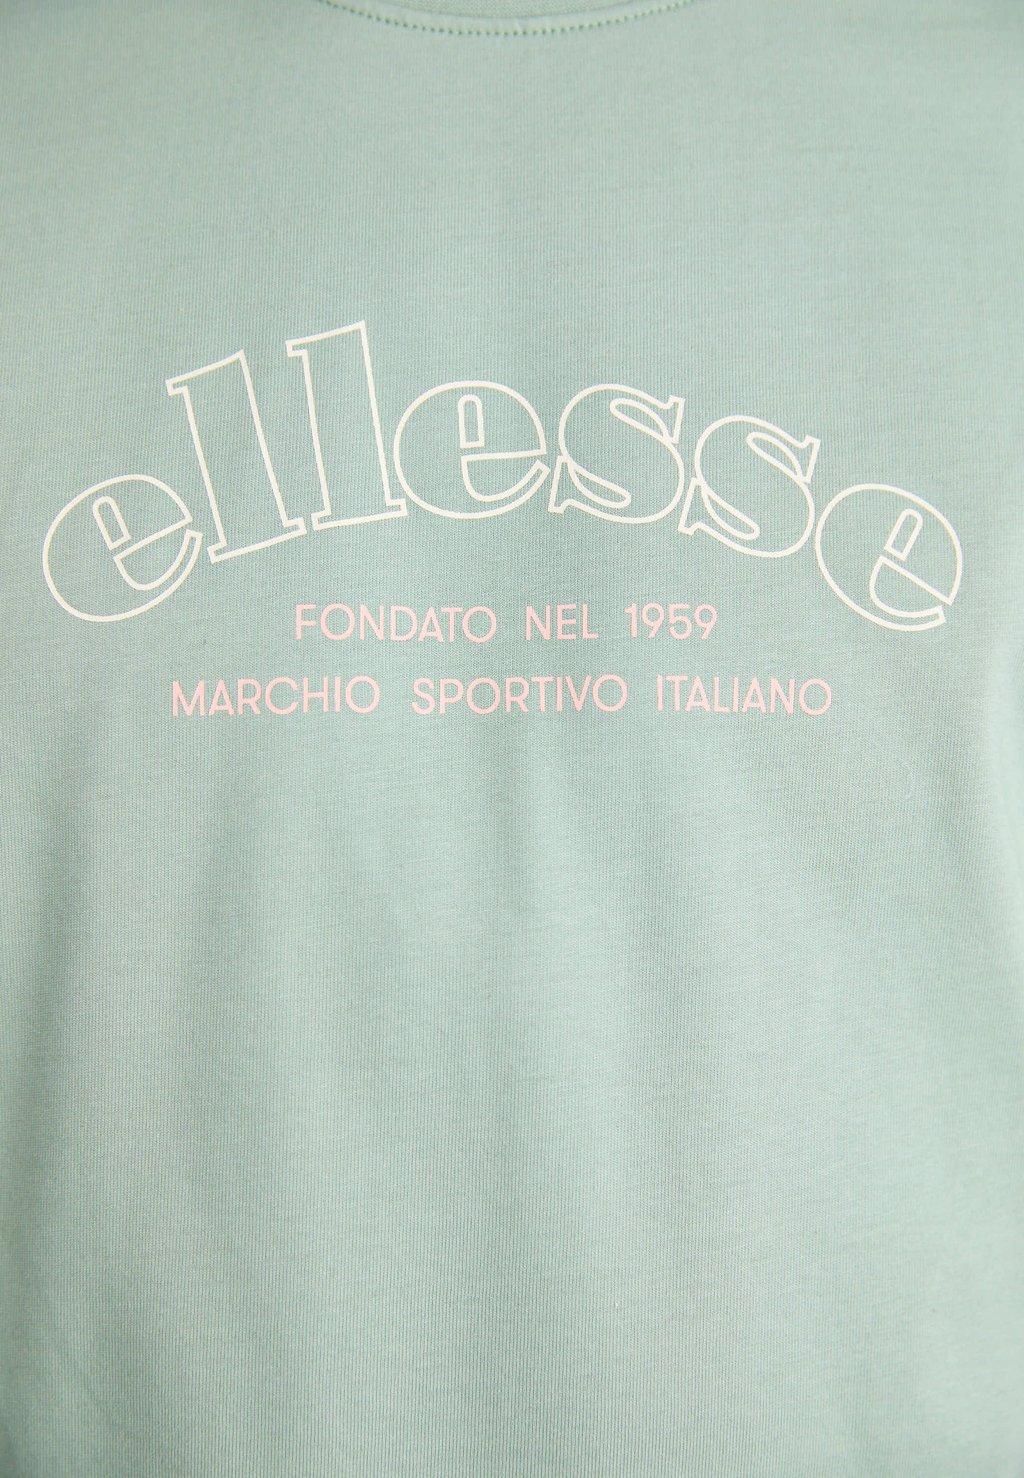 ellesse
FONDATO NEL 1959
MARCHIO SPORTIVO ITALIANO